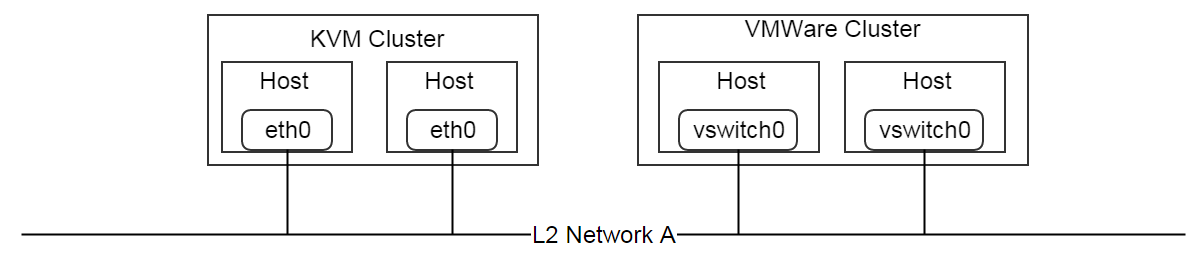 KVM Cluster
VMWare Cluster
Host
Host
Host
Host
eth0
eth0
vswitch0
vswitch0
L2 Network A